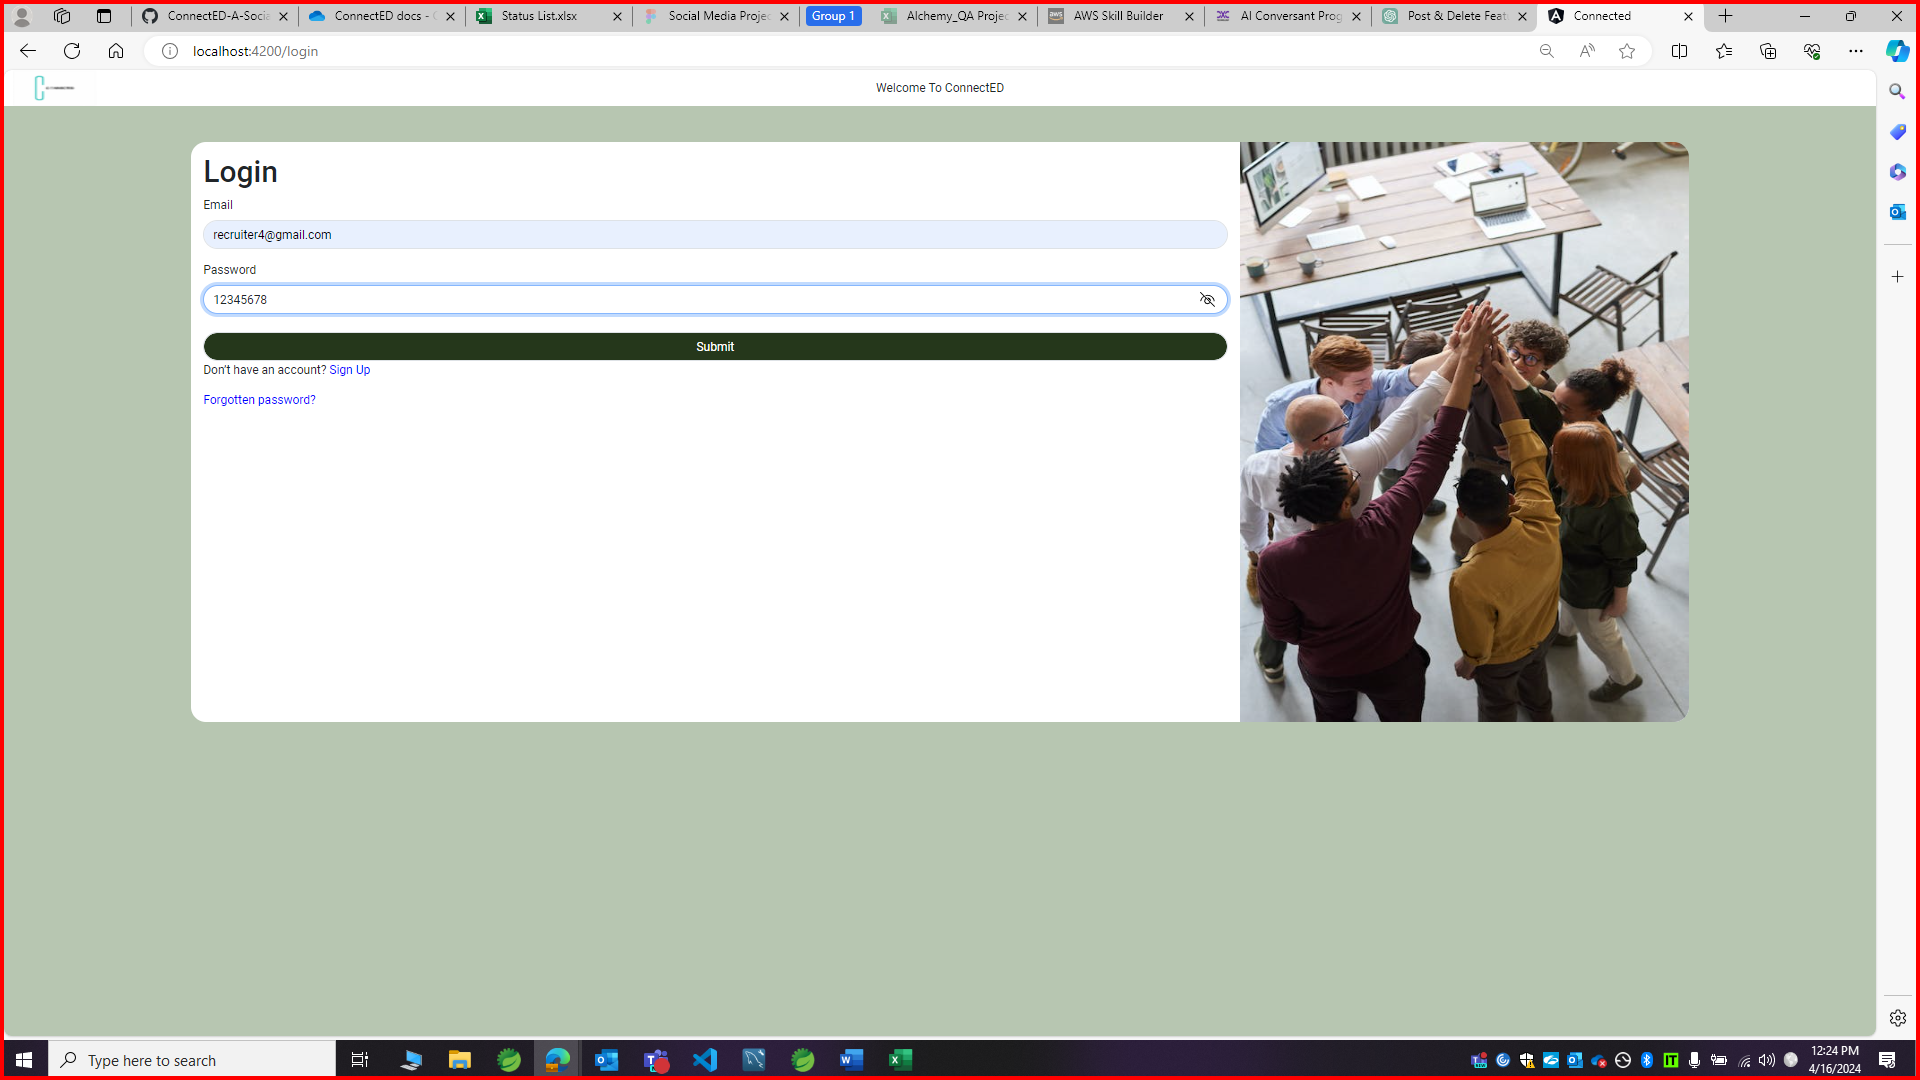 ConnectED-A-Socia
ConnectED docs - 
Status List.xlsx
Social Media Projec
Group 1
Alchemy_QA Projec
AWS Skill Builder
AI Conversant Prog
Post & Delete Feat
Connected
localhost:4200/login
Welcome To ConnectED
Login
Email
recruiter4@gmail.com
Password
12345678
Submit
Don't have an account? Sign Up
Forgotten password?
Type here to search
12:24 PM
4/16/2024